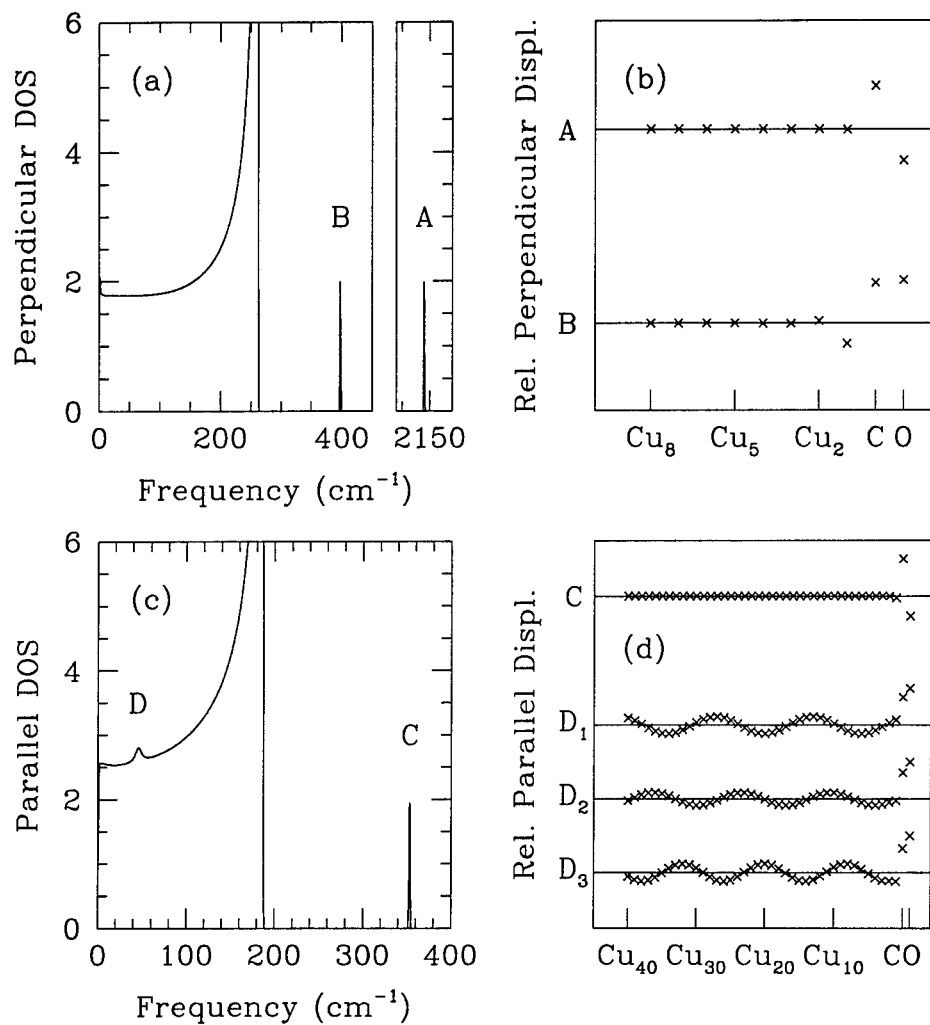 Perpendicular DOS
6
4
2
0
(a)
B
A
0 200 400 2150
Frequency (cm⁻¹)
Rel. Perpendicular Displ.
(b)
A
B
Cu₈ Cu₅ Cu₂ C O
Parallel DOS
6
4
2
0
(c)
D
C
0 100 200 300 400
Frequency (cm⁻¹)
Rel. Parallel Displ.
C
(d)
D₁
D₂
D₃
Cu₄₀ Cu₃₀ Cu₂₀ Cu₁₀ CO